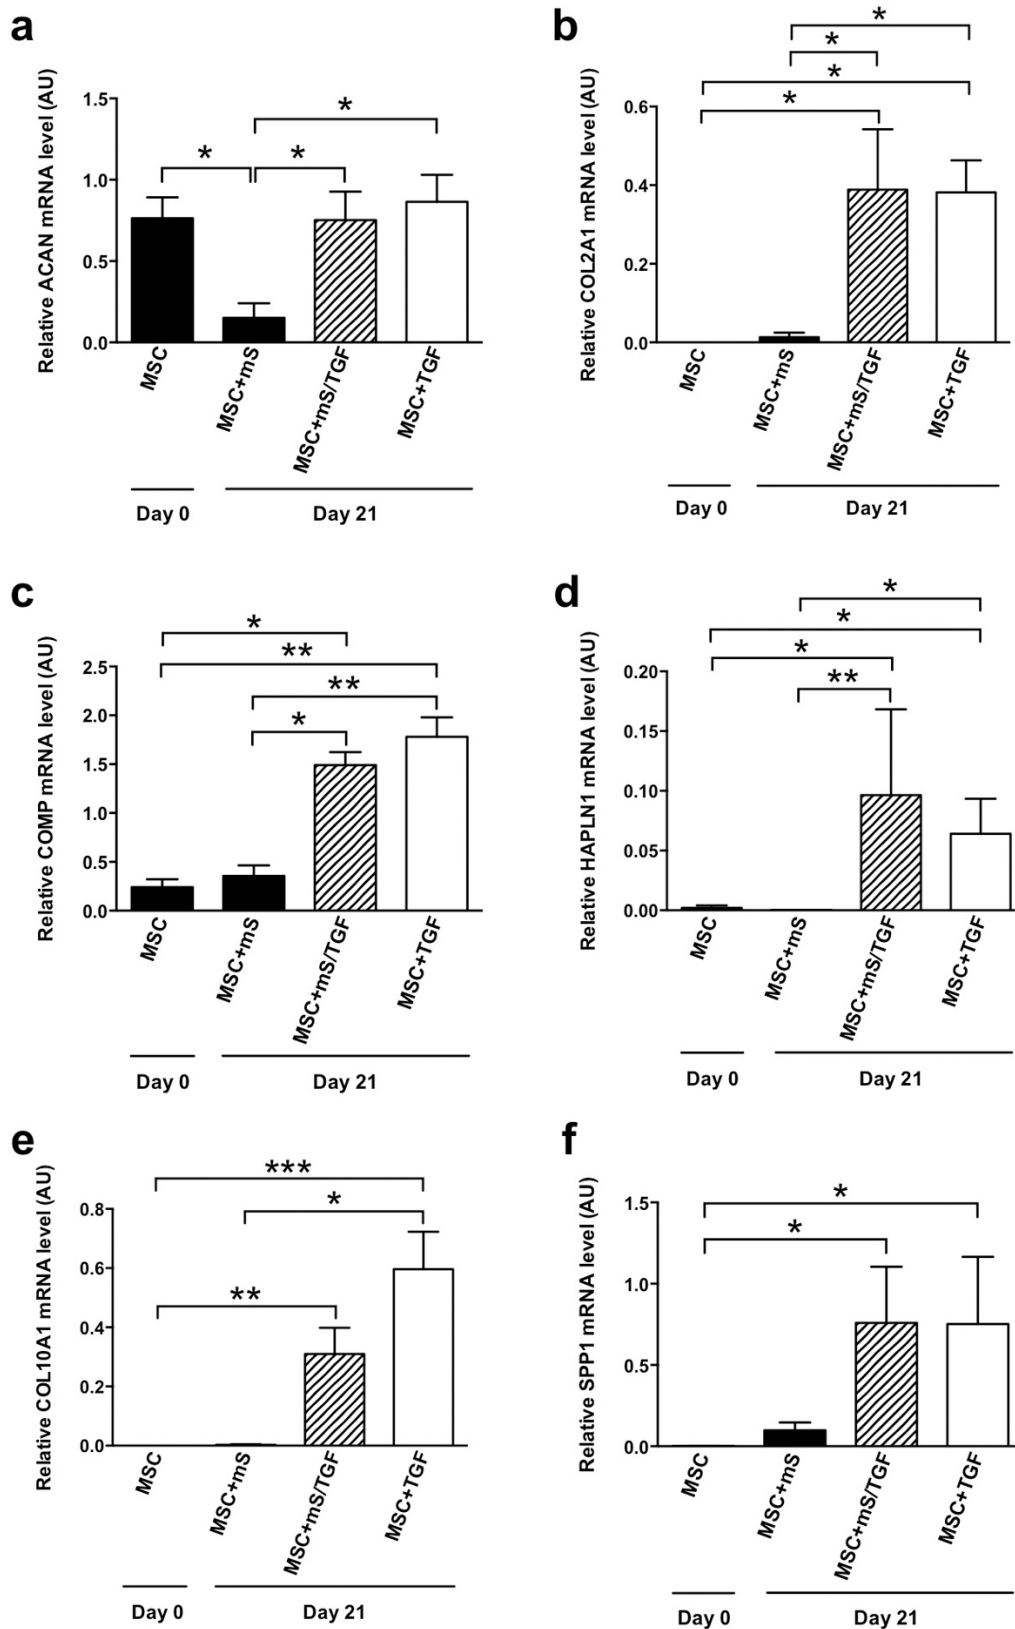 a
Relative ACAN mRNA level (AU)
1.5
1.0
0.5
0.0
*
*
*
MSC
MSC+mS
MSC+mS/TGF
MSC+TGF
Day 0
Day 21
b
Relative COL2A1 mRNA level (AU)
0.6
0.4
0.2
0.0
*
*
*
*
MSC
MSC+mS
MSC+mS/TGF
MSC+TGF
Day 0
Day 21
c
Relative COMP mRNA level (AU)
2.5
2.0
1.5
1.0
0.5
0.0
*
**
**
*
MSC
MSC+mS
MSC+mS/TGF
MSC+TGF
Day 0
Day 21
d
Relative HAPLN1 mRNA level (AU)
0.20
0.15
0.10
0.05
0.00
*
*
*
**
MSC
MSC+mS
MSC+mS/TGF
MSC+TGF
Day 0
Day 21
e
Relative COL10A1 mRNA level (AU)
0.8
0.6
0.4
0.2
0.0
***
*
**
MSC
MSC+mS
MSC+mS/TGF
MSC+TGF
Day 0
Day 21
f
Relative SPP1 mRNA level (AU)
1.5
1.0
0.5
0.0
*
*
MSC
MSC+mS
MSC+mS/TGF
MSC+TGF
Day 0
Day 21